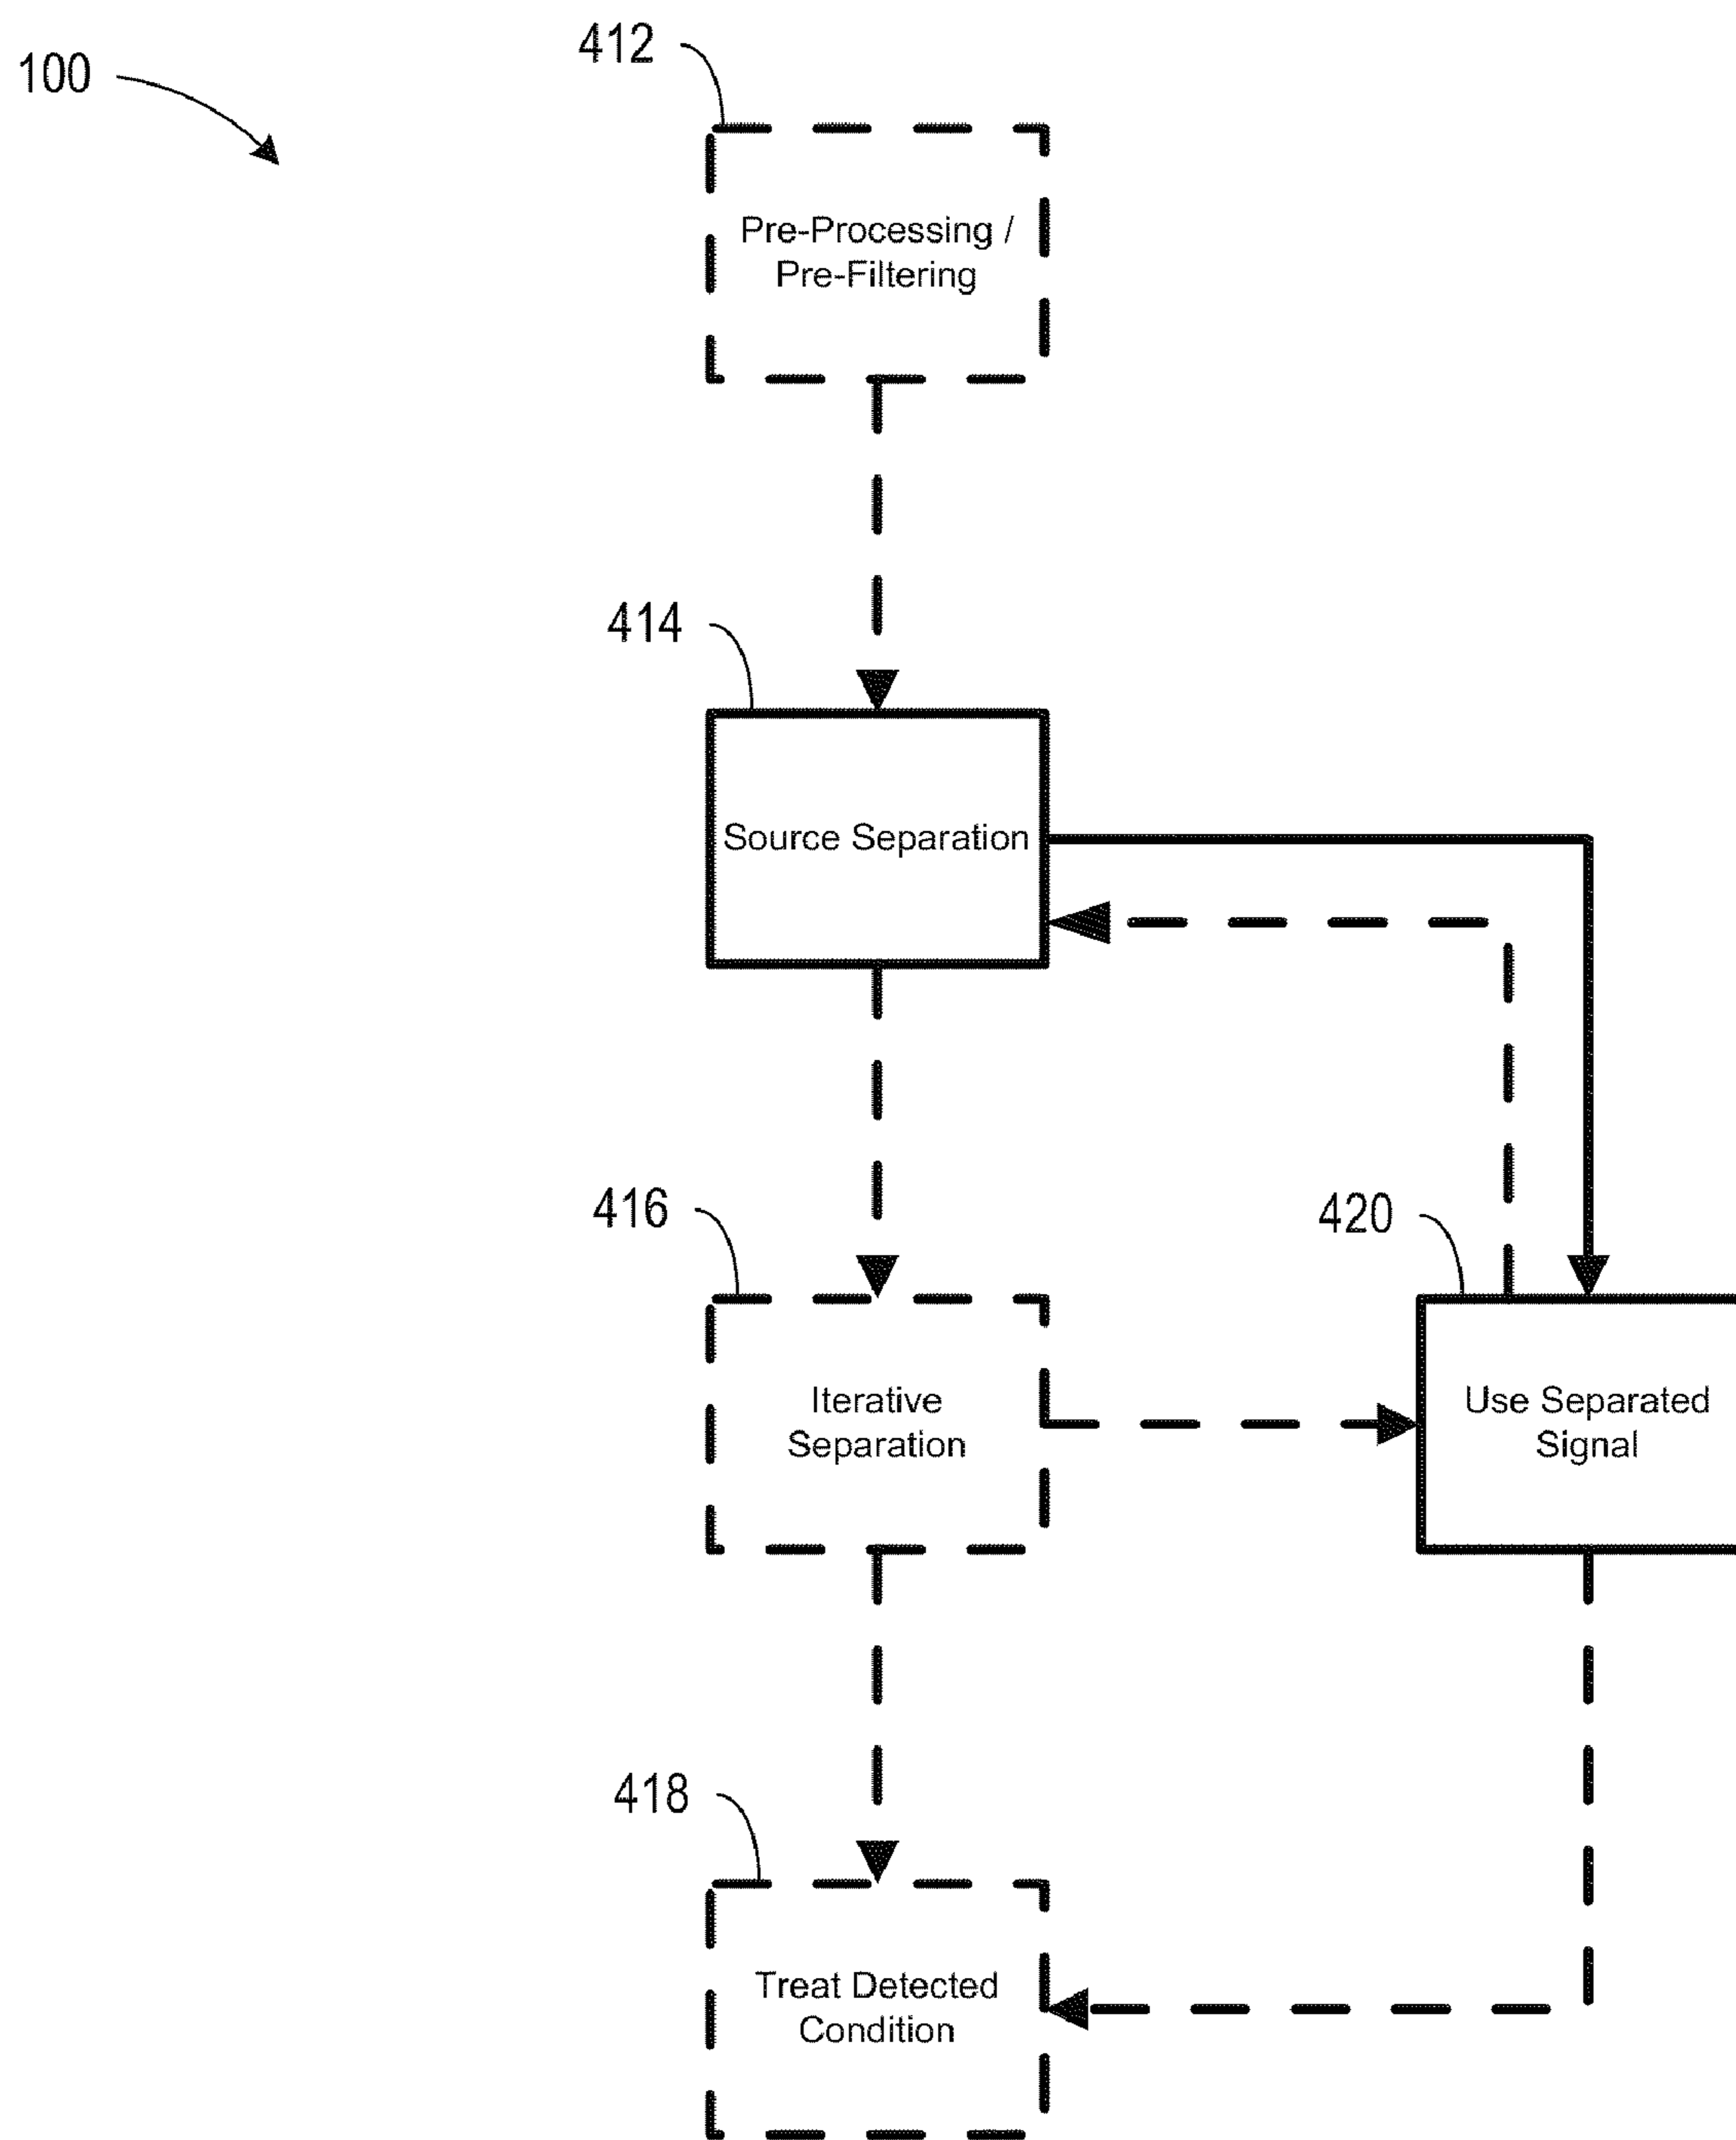 100
412
Pre-Processing /
Pre-Filtering
414
Source Separation
416
Iterative
Separation
420
Use Separated
Signal
418
Treat Detected
Condition